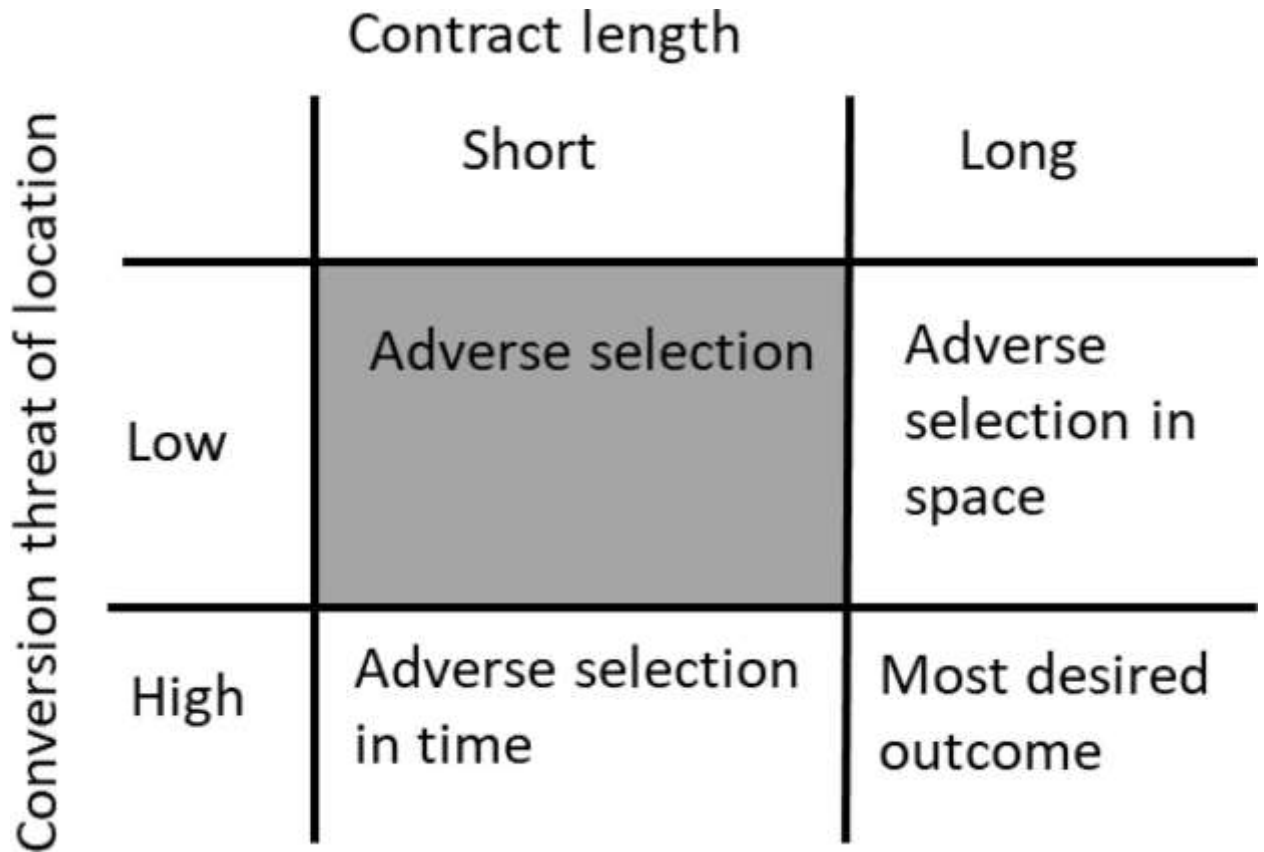 Contract length
Conversion threat of location
Short
Long
Low
Adverse selection
Adverse
selection in
space
High
Adverse selection
in time
Most desired
outcome